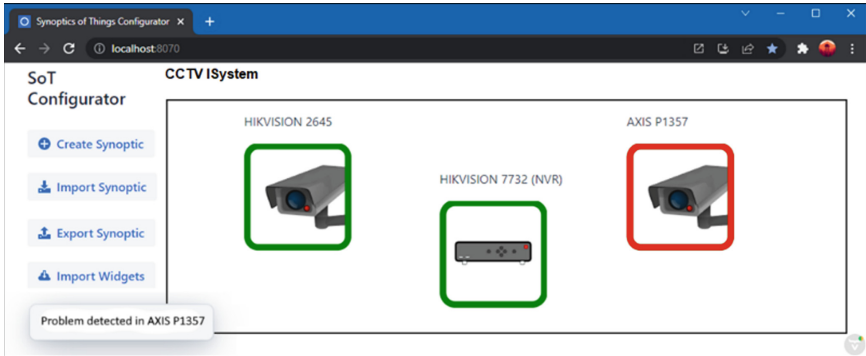 Synoptics of Things Configurator
localhost:8070
SoT
Configurator
Create Synoptic
Import Synoptic
Export Synoptic
Import Widgets
Problem detected in AXIS P1357
CCTV ISystem
HIKVISION 2645
HIKVISION 7732 (NVR)
AXIS P1357